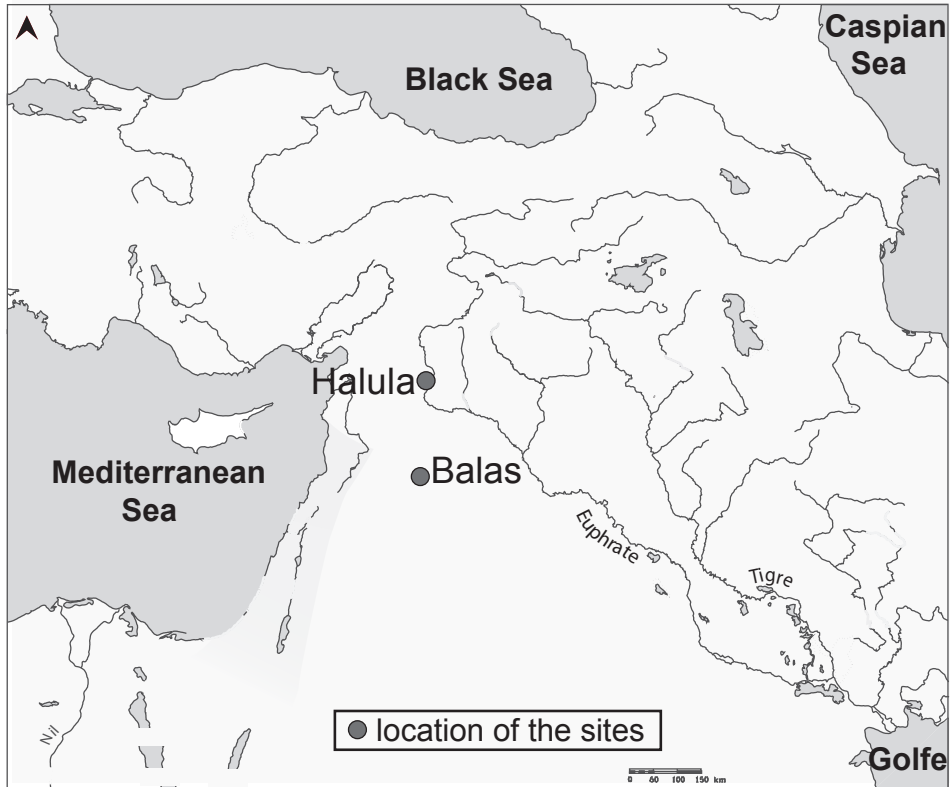 Caspian
Sea
Black Sea
Halula
Balas
Mediterranean
Sea
Euphrate
Tigre
Nil
location of the sites
Golfe
0 50 100 150 km